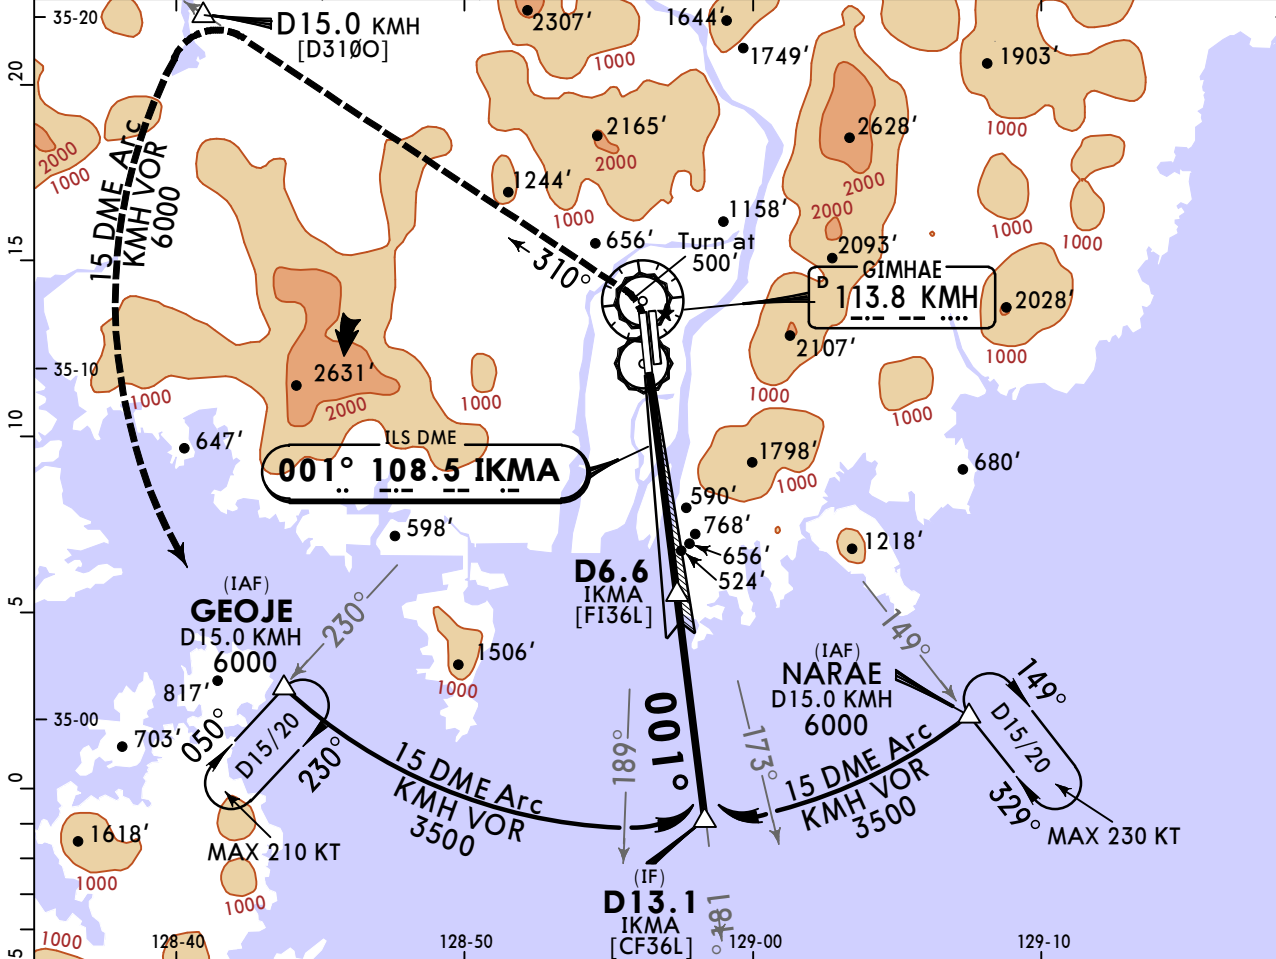 35-20
D15.0 KMH
[D310O]
2307'
1000
1644'
1749'
1903'
1000
20
2165'
2000
2628'
2000
2000
1000
1244'
1000
1158'
1000
15 DME Arc
KMH VOR
6000
656'
Turn at
500'
310°
2000
2093'
15
GIMHAE
D
113.8 KMH
2028'
1000
2107'
1000
35-10
2631'
2000
1000
1000
1000
10
647'
ILS DME
001° 108.5 IKMA
1798'
1000
680'
590'
768'
656'
524'
598'
1218'
D6.6
IKMA
[FI36L]
5
(IAF)
GEOJE
D15.0 KMH
6000
230°
149°
1506'
1000
817'
(IAF)
NARAE
D15.0 KMH
6000
149°
D15/20
329°
MAX 230 KT
35-00
703'
050°
D15/20
230°
MAX 210 KT
001°
189°
173°
15 DME Arc
KMH VOR
3500
15 DME Arc
KMH VOR
3500
0
1618'
1000
1000
(IF)
D13.1
IKMA
[CF36L]
181°
1000
5
128-40
128-50
129-00
129-10